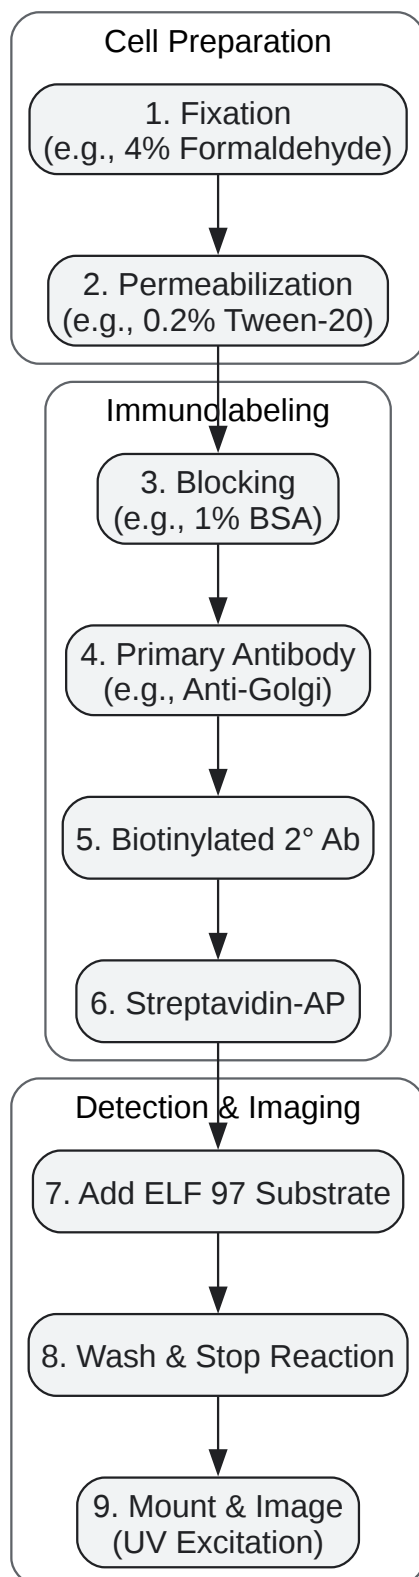 Cell Preparation
1. Fixation
(e.g., 4% Formaldehyde)
2. Permeabilization
(e.g., 0.2% Tween-20)
Immunolabeling
3. Blocking
(e.g., 1% BSA)
4. Primary Antibody
(e.g., Anti-Golgi)
5. Biotinylated 2° Ab
6. Streptavidin-AP
Detection & Imaging
7. Add ELF 97 Substrate
8. Wash & Stop Reaction
9. Mount & Image
(UV Excitation)